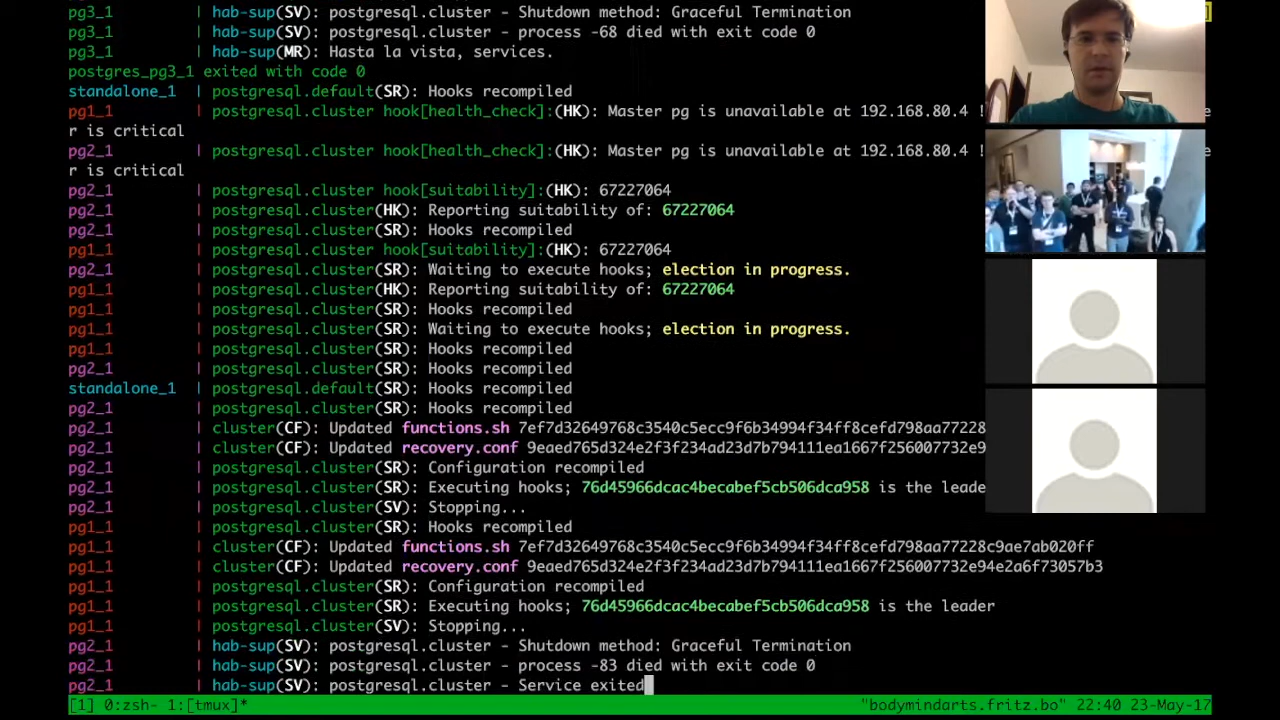 pg3_1 | hab-sup(SV): postgresql.cluster - Shutdown method: Graceful Termination
pg3_1 | hab-sup(SV): postgresql.cluster - process -68 died with exit code 0
pg3_1 | hab-sup(MR): Hasta la vista, services.
postgres_pg3_1 exited with code 0
standalone_1 | postgresql.default(SR): Hooks recompiled
pg1_1 | postgresql.cluster hook[health_check]:(HK): Master pg is unavailable at 192.168.80.4 !
r is critical
pg2_1 | postgresql.cluster hook[health_check]:(HK): Master pg is unavailable at 192.168.80.4 !
r is critical
pg2_1 | postgresql.cluster hook[suitability]:(HK): 67227064
pg2_1 | postgresql.cluster(HK): Reporting suitability of: 67227064
pg2_1 | postgresql.cluster(SR): Hooks recompiled
pg1_1 | postgresql.cluster hook[suitability]:(HK): 67227064
pg2_1 | postgresql.cluster(SR): Waiting to execute hooks; election in progress.
pg1_1 | postgresql.cluster(HK): Reporting suitability of: 67227064
pg1_1 | postgresql.cluster(SR): Hooks recompiled
pg1_1 | postgresql.cluster(SR): Waiting to execute hooks; election in progress.
pg1_1 | postgresql.cluster(SR): Hooks recompiled
pg2_1 | postgresql.cluster(SR): Hooks recompiled
standalone_1 | postgresql.default(SR): Hooks recompiled
pg2_1 | postgresql.cluster(SR): Hooks recompiled
pg2_1 | cluster(CF): Updated functions.sh 7ef7d32649768c3540c5ecc9f6b34994f34ff8cefd798aa77228
pg2_1 | cluster(CF): Updated recovery.conf 9eaed765d324e2f3f234ad23d67d5b7d794111ea1667f256007732e9
pg2_1 | postgresql.cluster(SR): Configuration recompiled
pg2_1 | postgresql.cluster(SR): Executing hooks; 76d45966dcac4becabef5cb506dca958 is the leade
pg2_1 | postgresql.cluster(SV): Stopping...
pg1_1 | postgresql.cluster(SR): Hooks recompiled
pg1_1 | cluster(CF): Updated functions.sh 7ef7d32649768c3540c5ecc9f6b34994f34ff8cefd798aa77228c9ae7ab020ff
pg1_1 | cluster(CF): Updated recovery.conf 9eaed765d324e2f3f234ad23d67d5b7d794111ea1667f256007732e94e2a6f73057b3
pg1_1 | postgresql.cluster(SR): Configuration recompiled
pg1_1 | postgresql.cluster(SR): Executing hooks; 76d45966dcac4becabef5cb506dca958 is the leader
pg1_1 | postgresql.cluster(SV): Stopping...
pg2_1 | hab-sup(SV): postgresql.cluster - Shutdown method: Graceful Termination
pg2_1 | hab-sup(SV): postgresql.cluster - process -83 died with exit code 0
pg2_1 | hab-sup(SV): postgresql.cluster - Service exited
[1] 0:zsh- 1:[tmux]* "bodymindarts.fritz.bo" 22:40 23-May-17